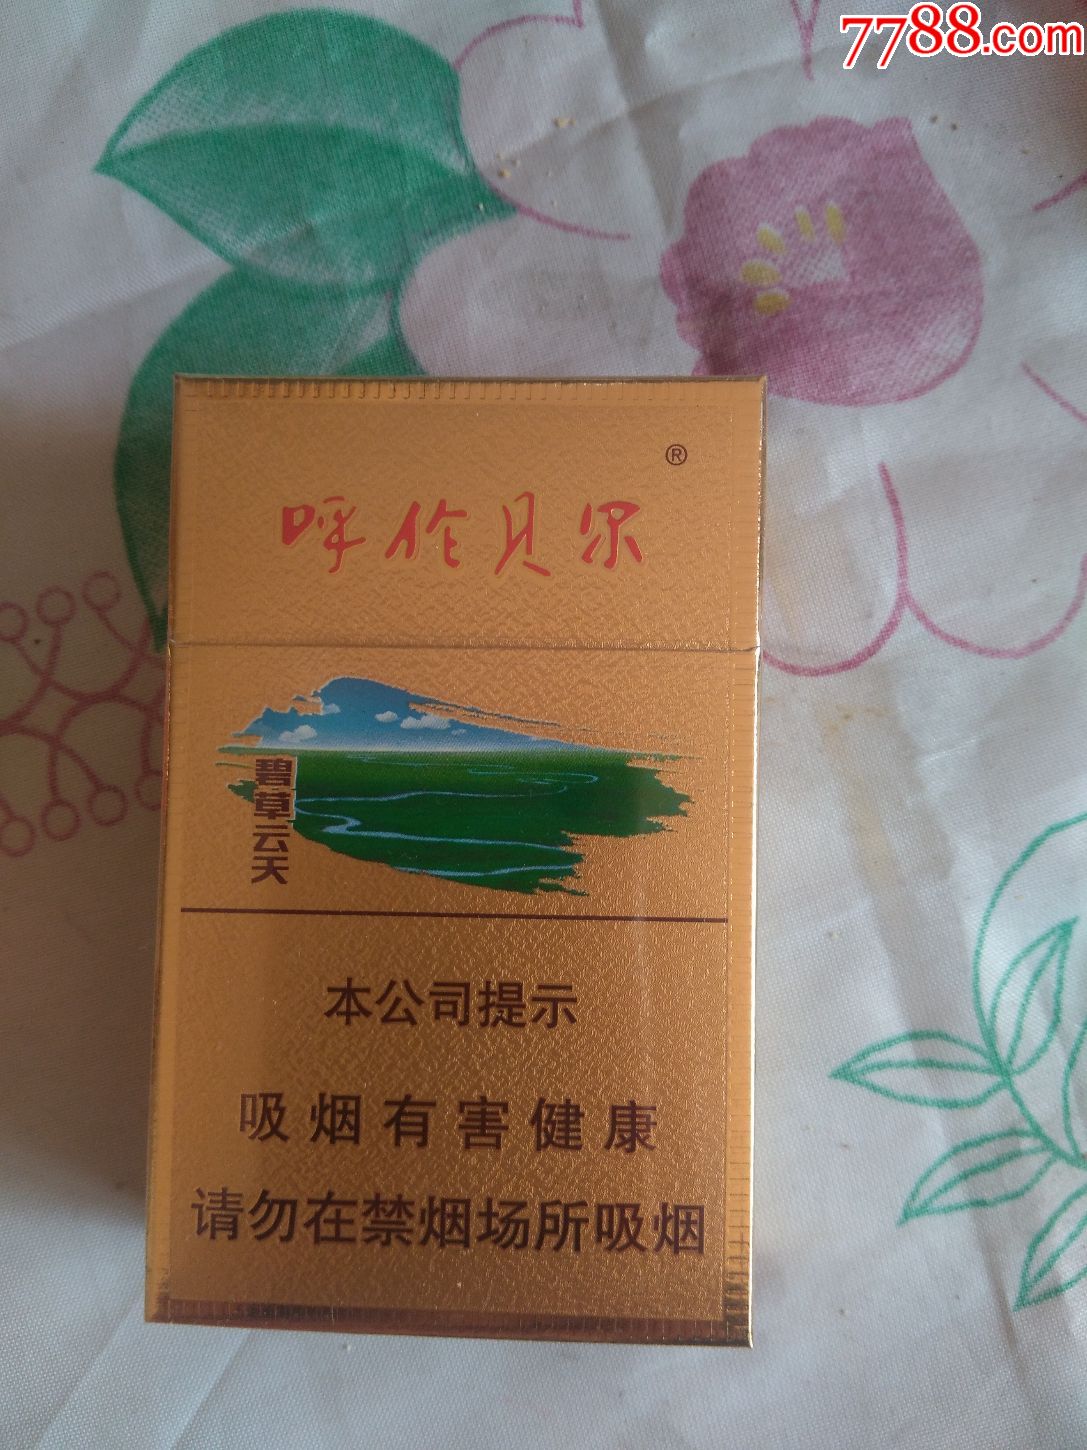 7788.com
®
呼伦贝尔
碧草云天
本公司提示
吸烟有害健康
请勿在禁烟场所吸烟